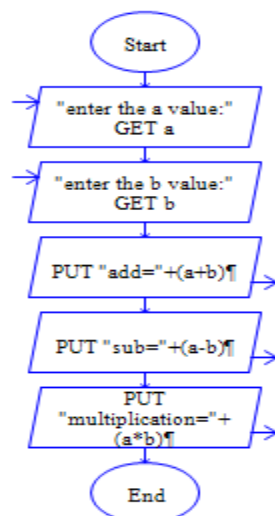 Start
"enter the a value:"
GET a
"enter the b value:"
GET b
PUT "add="+(a+b)¶
PUT "sub="+(a-b)¶
PUT
"multiplication="+
(a*b)¶
End